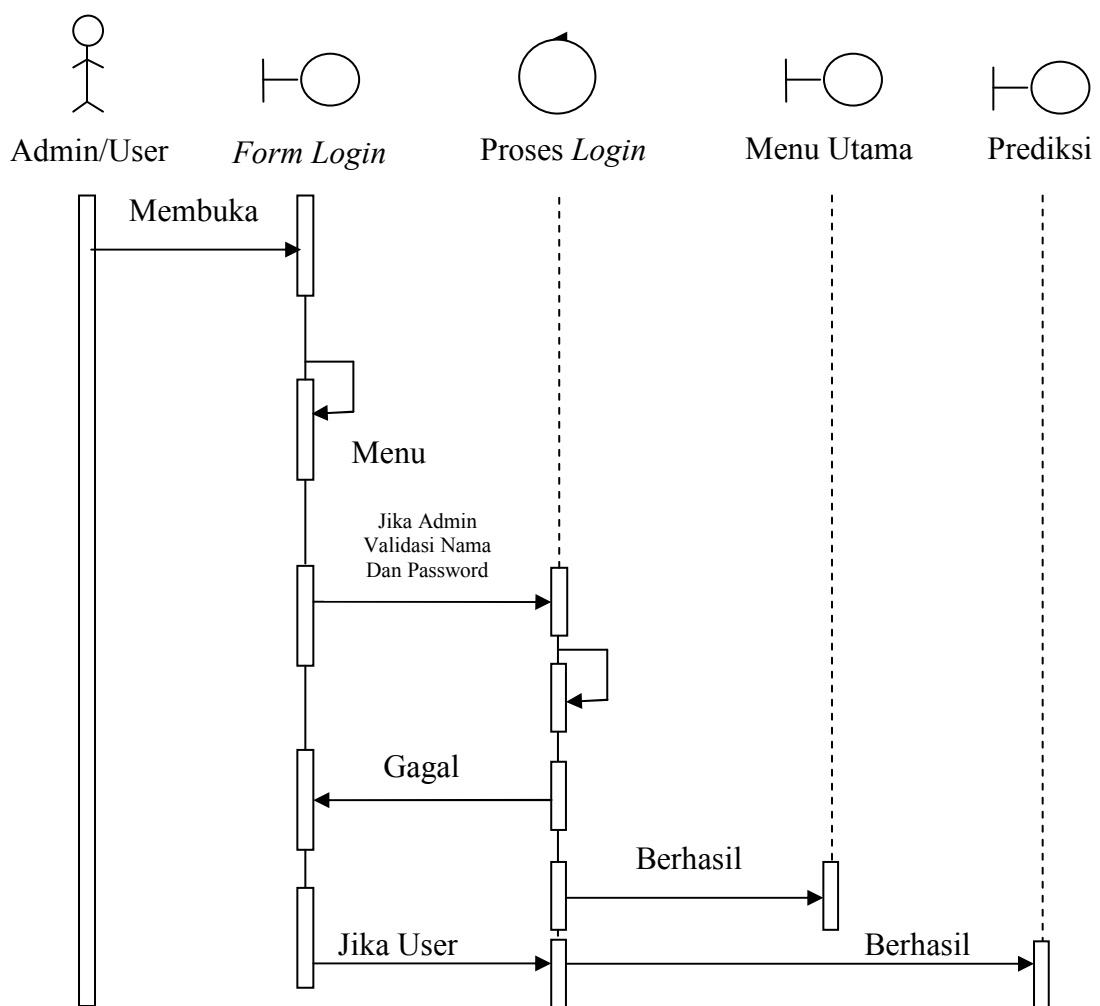 Admin/User
Form Login
Proses Login
Menu Utama
Prediksi
Membuka
Menu
Jika Admin
Validasi Nama
Dan Password
Gagal
Berhasil
Jika User
Berhasil